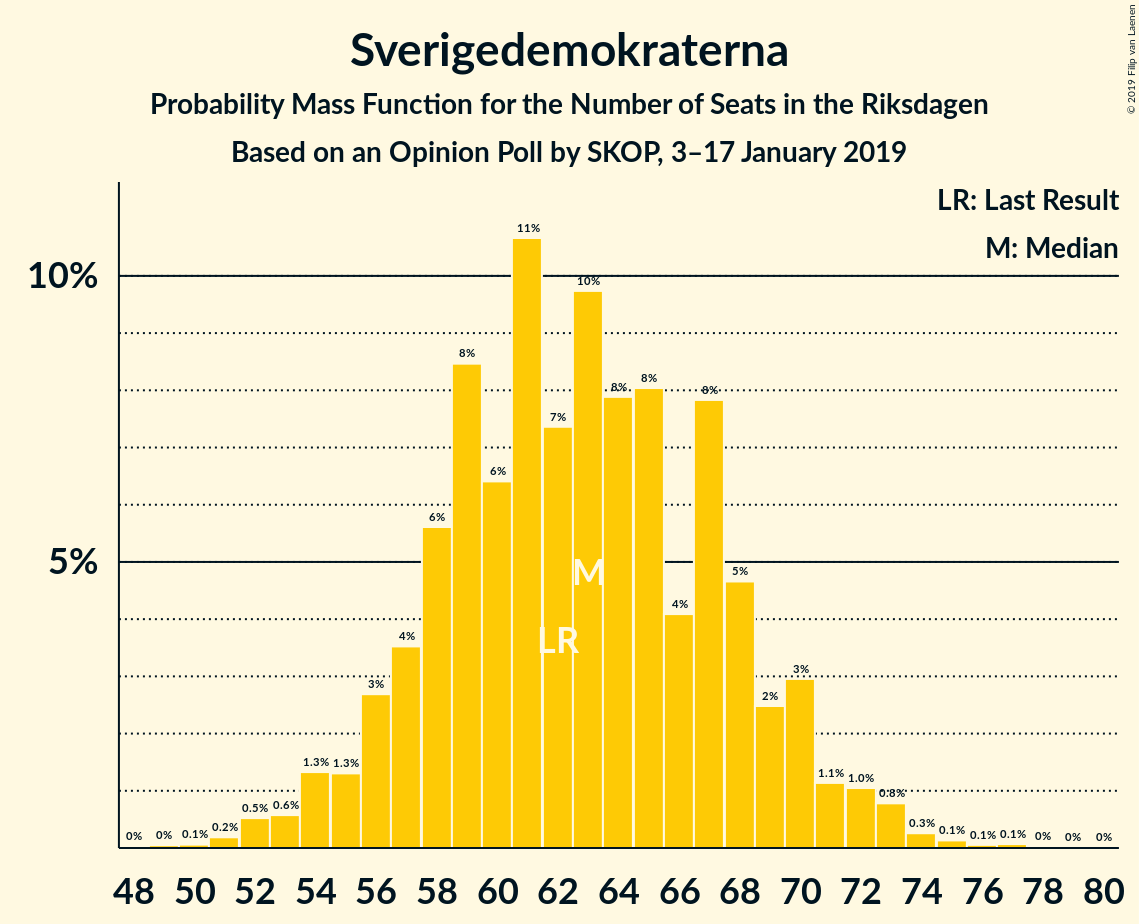 Sverigedemokraterna
Probability Mass Function for the Number of Seats in the Riksdagen
Based on an Opinion Poll by SKOP, 3–17 January 2019
© 2019 Filip van Laenen
LR: Last Result
M: Median
10%
5%
0% 0% 0.1% 0.2% 0.5% 0.6% 1.3% 1.3% 3% 4% 6% 8% 6% 11% 7% 10% 8% 8% 4% 8% 5% 2% 3% 1.1% 1.0% 0.8% 0.3% 0.1% 0.1% 0.1% 0% 0% 0%
M
LR
48 50 52 54 56 58 60 62 64 66 68 70 72 74 76 78 80